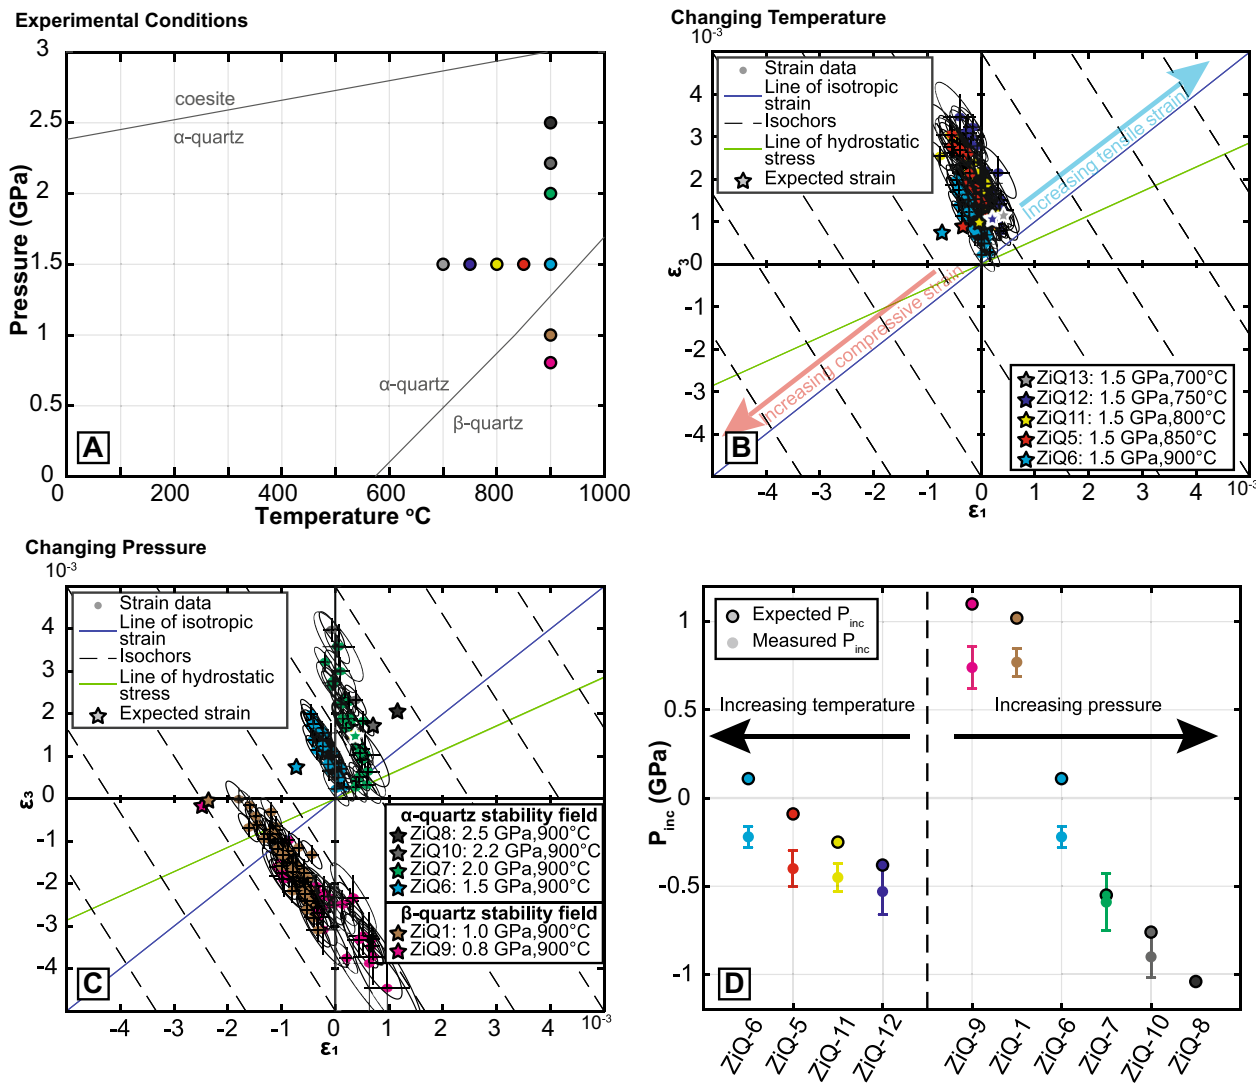 Experimental Conditions
3
2.5
2
1.5
1
0.5
0
Pressure (GPa)
coesite
α-quartz
α-quartz
β-quartz
A
0
200
400
600
800
1000
Temperature °C
Changing Temperature
10⁻³
Strain data
Line of isotropic
strain
Isochors
Line of hydrostatic
stress
Expected strain
Increasing tensile strain
Increasing compressive strain
4
3
2
1
0
-1
-2
-4
ε₃
ZiQ13: 1.5 GPa,700°C
ZiQ12: 1.5 GPa,750°C
ZiQ11: 1.5 GPa,800°C
ZiQ5: 1.5 GPa,850°C
ZiQ6: 1.5 GPa,900°C
B
-4
-2
-1
0
1
2
3
4
10⁻³
ε₁
Changing Pressure
10⁻³
Strain data
Line of isotropic
strain
Isochors
Line of hydrostatic
stress
Expected strain
4
3
2
1
0
-1
-2
-3
-4
ε₃
α-quartz stability field
ZiQ8: 2.5 GPa,900°C
ZiQ10: 2.2 GPa,900°C
ZiQ7: 2.0 GPa,900°C
ZiQ6: 1.5 GPa,900°C
β-quartz stability field
ZiQ1: 1.0 GPa,900°C
ZiQ9: 0.8 GPa,900°C
C
-4
-2
-1
0
1
2
4
10⁻³
ε₁
Expected P_inc
Measured P_inc
Increasing temperature
Increasing pressure
1
0.5
0
-0.5
-1
P_inc (GPa)
D
ZiQ-6
ZiQ-5
ZiQ-11
ZiQ-12
ZiQ-9
ZiQ-1
ZiQ-6
ZiQ-7
ZiQ-10
ZiQ-8